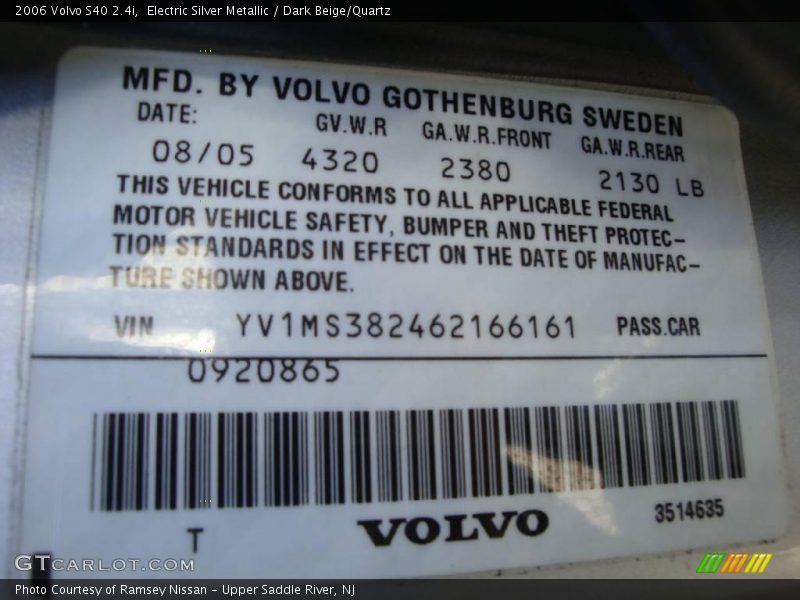 2006 Volvo S40 2.4i,  Electric Silver Metallic / Dark Beige/Quartz
MFD. BY VOLVO GOTHENBURG SWEDEN
DATE: GV.W.R GA.W.R.FRONT GA.W.R.REAR
08/05 4320 2380 2130 LB
THIS VEHICLE CONFORMS TO ALL APPLICABLE FEDERAL
MOTOR VEHICLE SAFETY, BUMPER AND THEFT PROTEC-
TION STANDARDS IN EFFECT ON THE DATE OF MANUFAC-
TURE SHOWN ABOVE.
VIN YV1MS382462166161 PASS.CAR
0920865
T VOLVO 3514635
GTCARLOT.COM
Photo Courtesy of Ramsey Nissan - Upper Saddle River, NJ